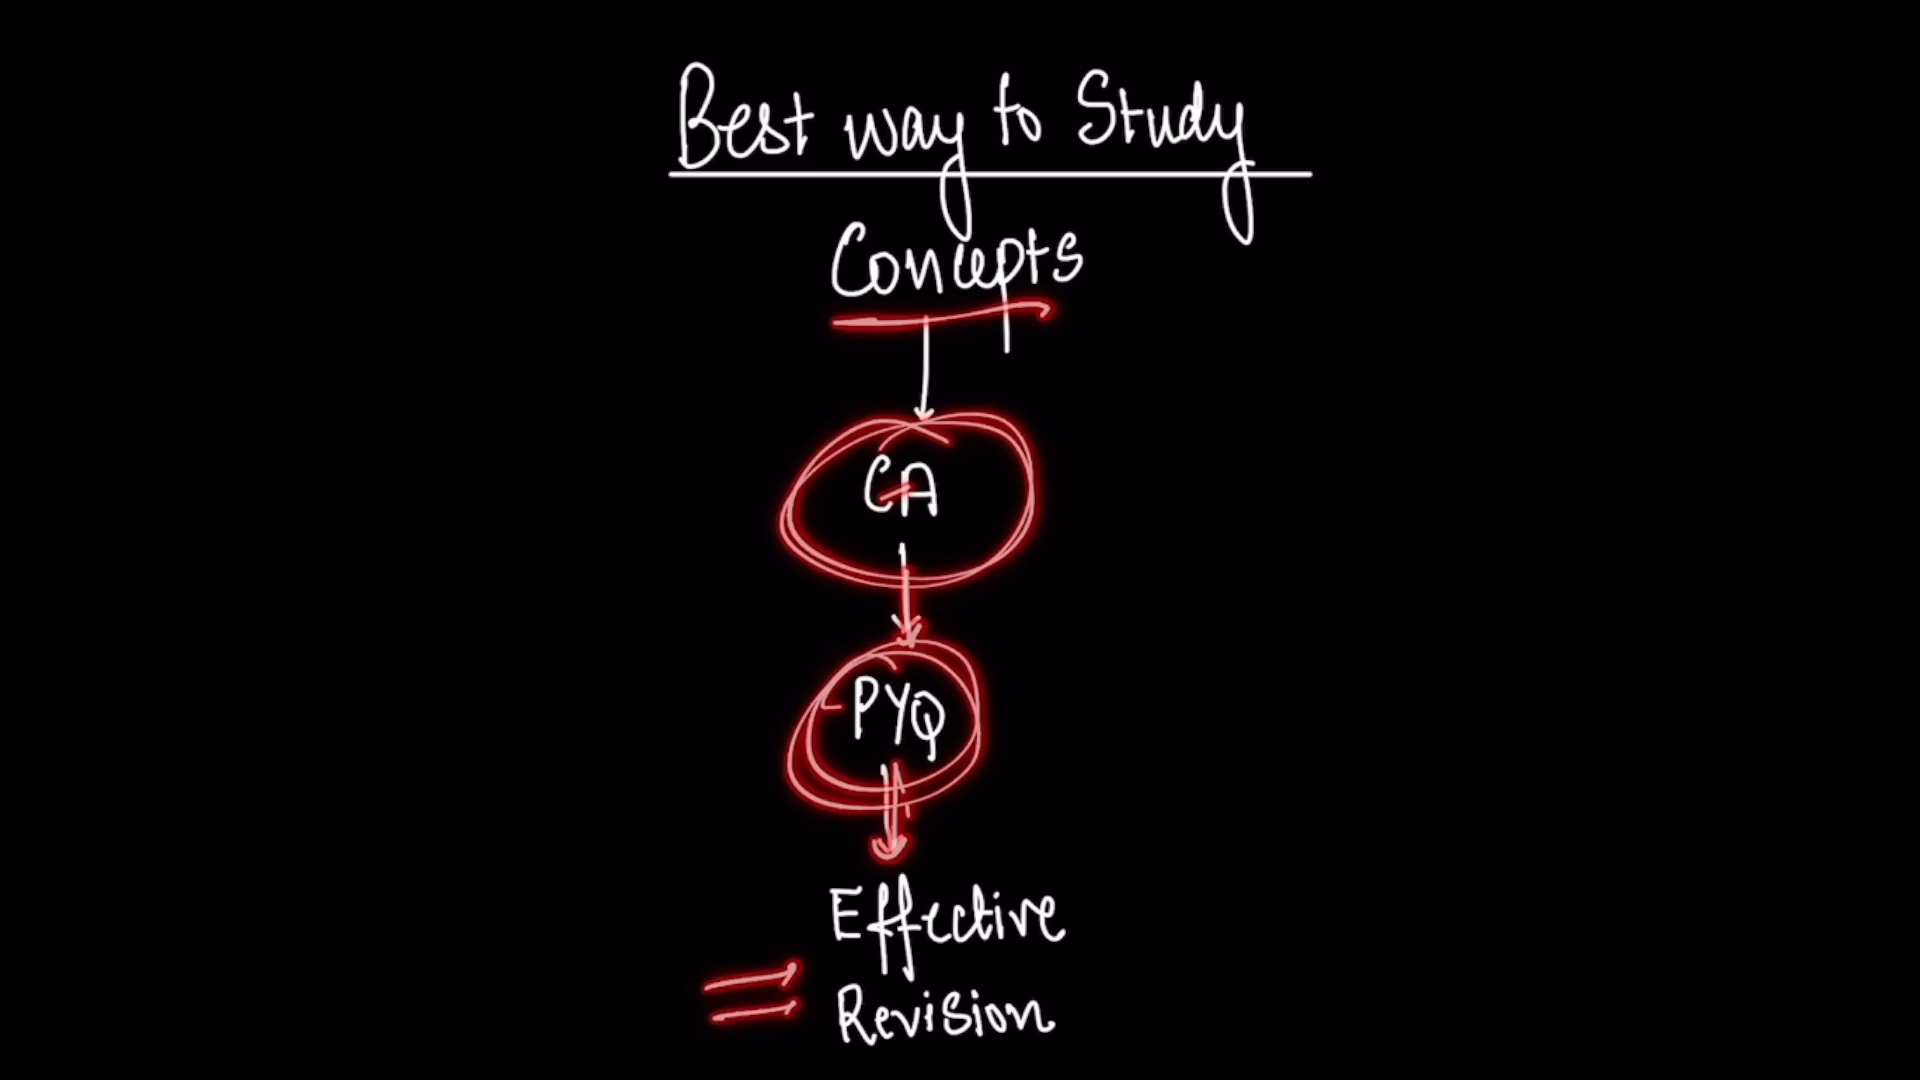 Best way to Study
Concepts
CA
PYQ
Effective
Revision